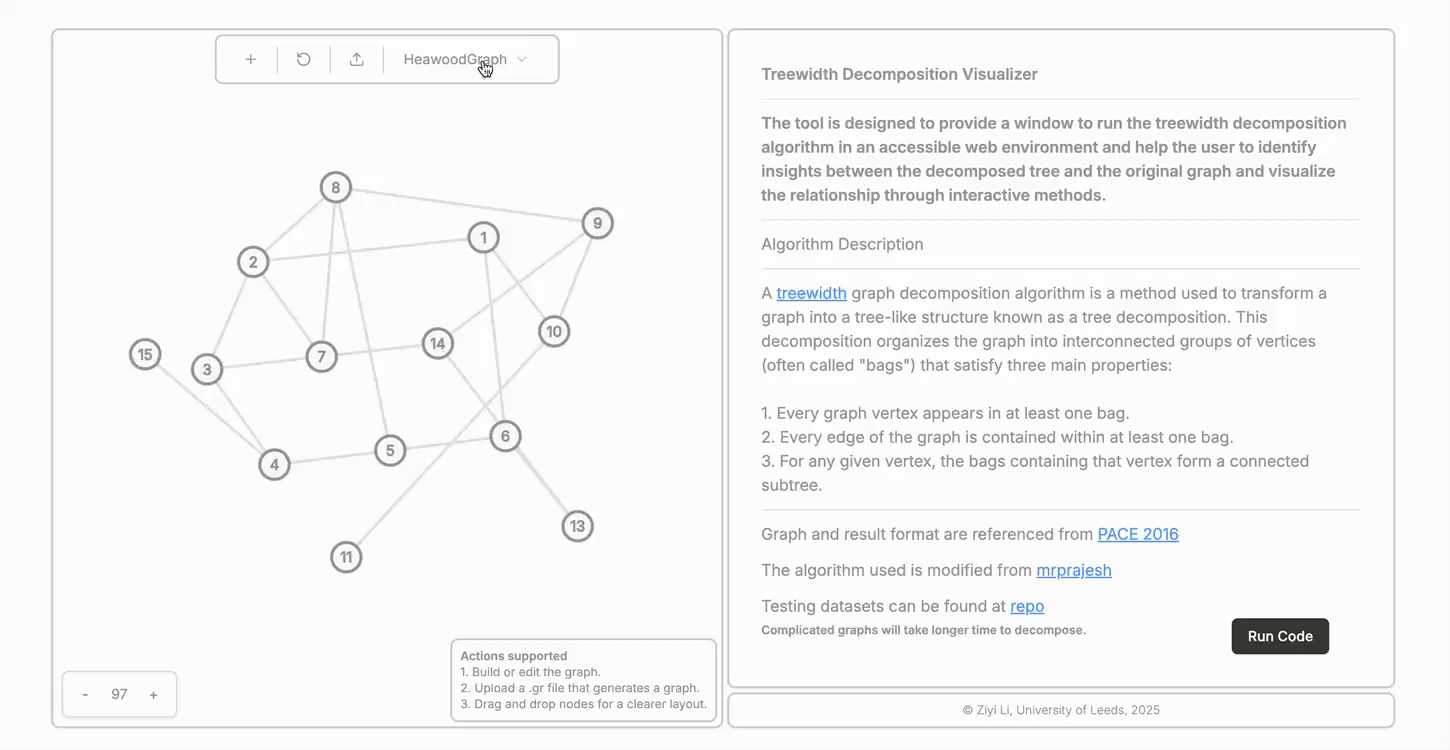 HeawoodGraph
8
9
1
2
10
14
15
7
3
6
5
4
13
11
Actions supported
1. Build or edit the graph.
2. Upload a .gr file that generates a graph.
3. Drag and drop nodes for a clearer layout.
- 97 +
Treewidth Decomposition Visualizer
The tool is designed to provide a window to run the treewidth decomposition
algorithm in an accessible web environment and help the user to identify
insights between the decomposed tree and the original graph and visualize
the relationship through interactive methods.
Algorithm Description
A treewidth graph decomposition algorithm is a method used to transform a
graph into a tree-like structure known as a tree decomposition. This
decomposition organizes the graph into interconnected groups of vertices
(often called "bags") that satisfy three main properties:
1. Every graph vertex appears in at least one bag.
2. Every edge of the graph is contained within at least one bag.
3. For any given vertex, the bags containing that vertex form a connected
subtree.
Graph and result format are referenced from PACE 2016
The algorithm used is modified from mrprajesh
Testing datasets can be found at repo
Complicated graphs will take longer time to decompose.
Run Code
© Ziyi Li, University of Leeds, 2025